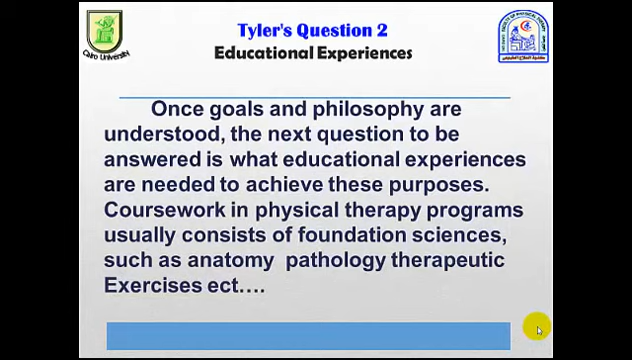 Tyler's Question 2
Educational Experiences
Cairo University
Once goals and philosophy are
understood, the next question to be
answered is what educational experiences
are needed to achieve these purposes.
Coursework in physical therapy programs
usually consists of foundation sciences,
such as anatomy pathology therapeutic
Exercises ect....